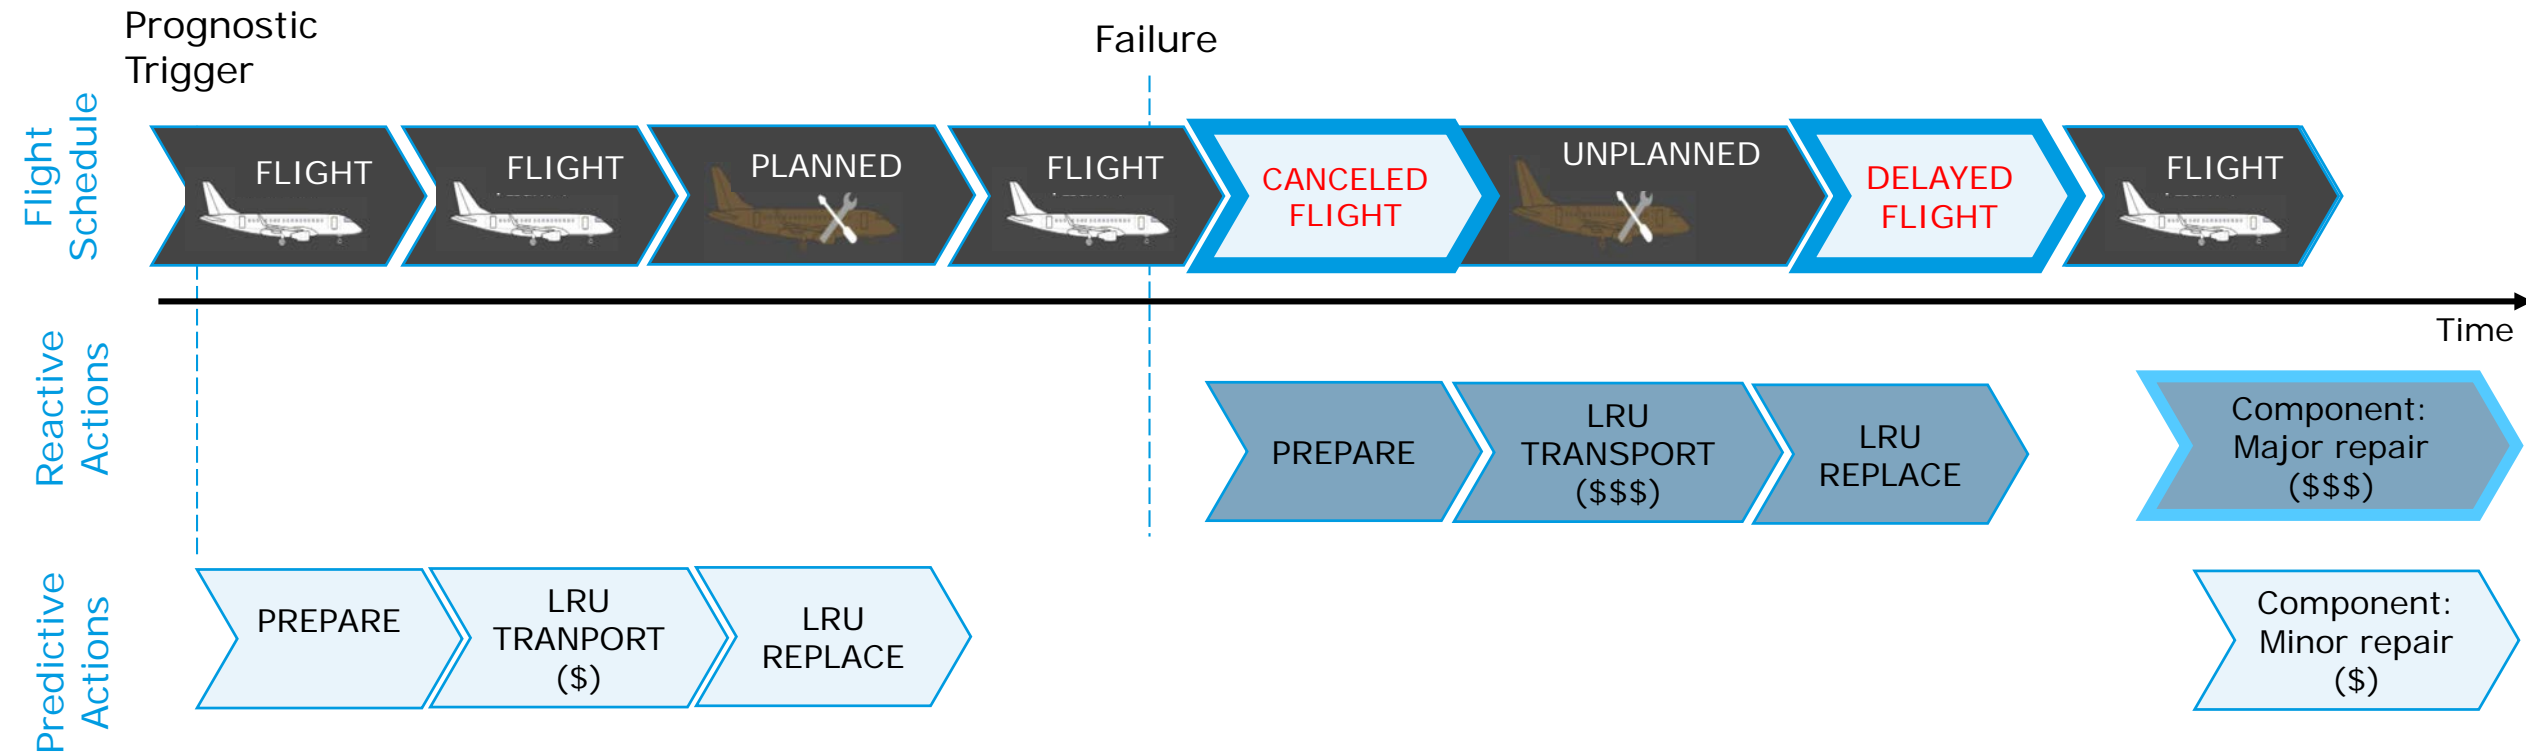 Prognostic
Trigger
Failure
Flight
Schedule
FLIGHT
FLIGHT
PLANNED
FLIGHT
CANCELED
FLIGHT
UNPLANNED
DELAYED
FLIGHT
FLIGHT
Time
Reactive
Actions
PREPARE
LRU
TRANSPORT
($$$)
LRU
REPLACE
Component:
Major repair
($$$)
Predictive
Actions
PREPARE
LRU
TRANPORT
($)
LRU
REPLACE
Component:
Minor repair
($)